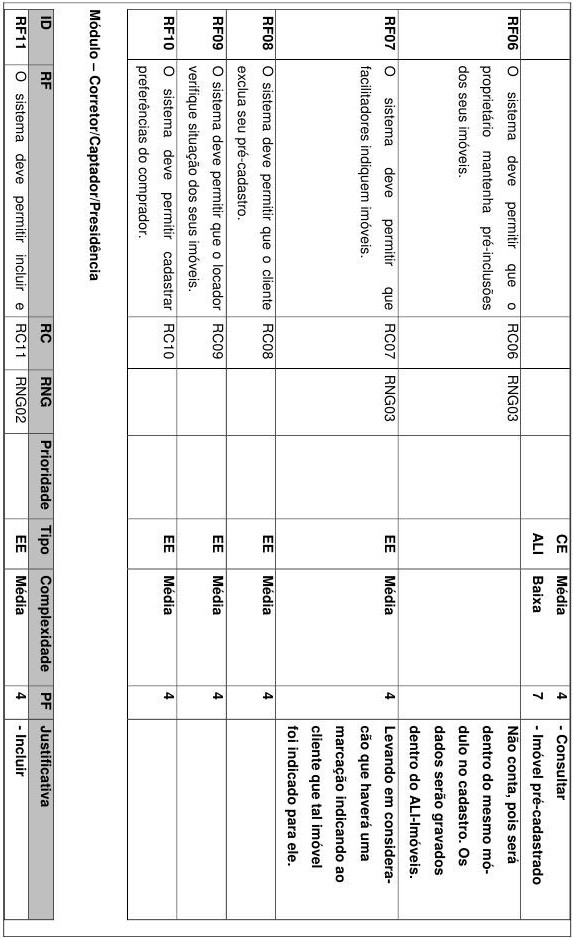 CE Média 4 - Consultar
ALI Baixa 7 - Imóvel pré-cadastrado
RF06 O sistema deve permitir que o RC06 RNG03 Não conta, pois será
proprietário mantenha pré-inclusões dentro do mesmo mó-
dos seus imóveis. dulo no cadastro. Os
dados serão gravados
dentro do ALI-Imóveis.
RF07 O sistema deve permitir que RC07 RNG03 EE Média 4 Levando em considera-
facilitadores indiquem imóveis. cão que haverá uma
marcação indicando ao
cliente que tal imóvel
foi indicado para ele.
RF08 O sistema deve permitir que o cliente RC08 EE Média 4
exclua seu pré-cadastro.
RF09 O sistema deve permitir que o locador RC09 EE Média 4
verifique situação dos seus imóveis.
RF10 O sistema deve permitir cadastrar RC10 EE Média 4
preferências do comprador.
Módulo – Corretor/Captador/Presidência
ID RF RC RNG Prioridade Tipo Complexidade PF Justificativa
RF11 O sistema deve permitir incluir e RC11 RNG02 EE Média 4 - Incluir